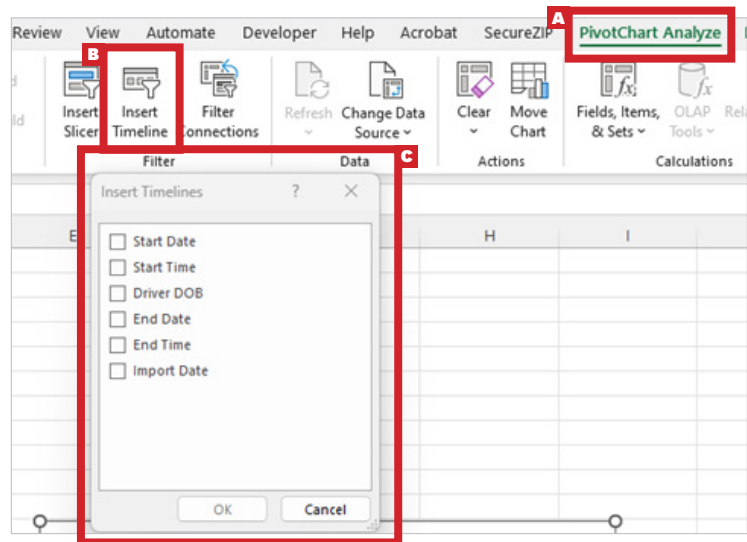 Review View Automate Developer Help Acrobat SecureZIP A PivotChart Analyze
B
Insert Slicer
Insert Timeline
Filter Connections
Refresh
Change Data Source
Clear
Move Chart
Fields, Items, & Sets
OLAP Tools
Filter Data Actions Calculations
C
Insert Timelines ?
E H I
Start Date
Start Time
Driver DOB
End Date
End Time
Import Date
OK Cancel